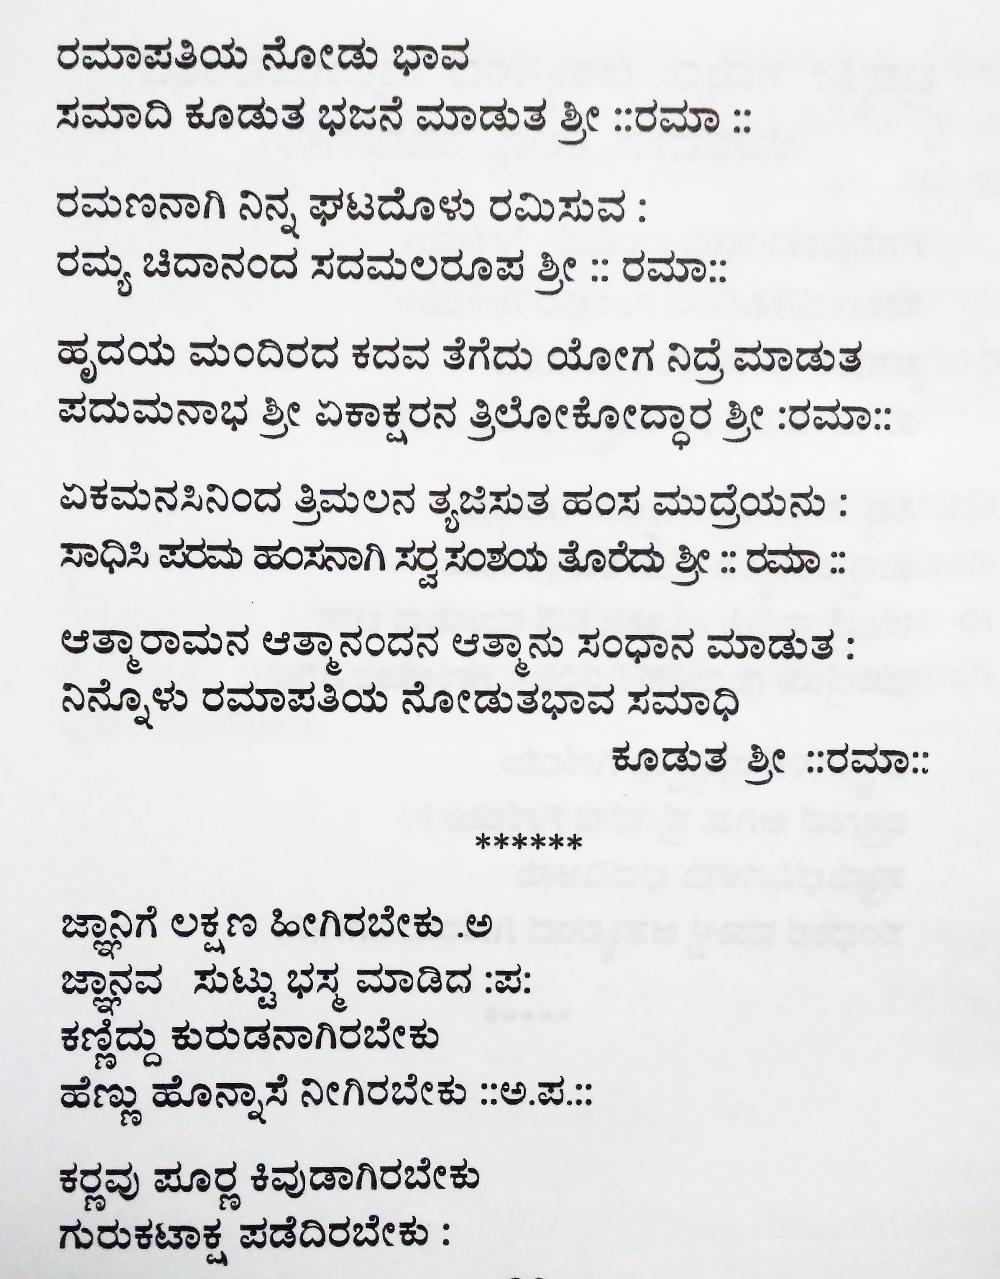 ರಮಾಪತಿಯ ನೋಡು ಭಾವ
ಸಮಾದಿ ಕೂಡುತ ಭಜನೆ ಮಾಡುತ ಶ್ರೀ ::ರಮಾ ::
ರಮಣನಾಗಿ ನಿನ್ನ ಘಟದೊಳು ರಮಿಸುವ :
ರಮ್ಯ ಚಿದಾನಂದ ಸದಮಲರೂಪ ಶ್ರೀ :: ರಮಾ::
ಹೃದಯ ಮಂದಿರದ ಕದವ ತೆಗೆದು ಯೋಗ ನಿದ್ರೆ ಮಾಡುತ
ಪದುಮನಾಭ ಶ್ರೀ ಏಕಾಕ್ಷರನ ತ್ರಿಲೋಕೋದ್ಧಾರ ಶ್ರೀ :ರಮಾ::
ಏಕಮನಸಿನಿಂದ ತ್ರಿಮಲನ ತ್ಯಜಿಸುತ ಹಂಸ ಮುದ್ರೆಯನು :
ಸಾಧಿಸಿ ಪರಮ ಹಂಸನಾಗಿ ಸರ್‍ವ ಸಂಶಯ ತೊರೆದು ಶ್ರೀ :: ರಮಾ ::
ಆತ್ಮಾರಾಮನ ಆತ್ಮಾನಂದನ ಆತ್ಮಾನು ಸಂಧಾನ ಮಾಡುತ :
ನಿನ್ನೊಳು ರಮಾಪತಿಯ ನೋಡುತಭಾವ ಸಮಾಧಿ
ಕೂಡುತ ಶ್ರೀ ::ರಮಾ::
******
ಜ್ಞಾನಿಗೆ ಲಕ್ಷಣ ಹೀಗಿರಬೇಕು .ಅ
ಜ್ಞಾನವ ಸುಟ್ಟು ಭಸ್ಮ ಮಾಡಿದ :ಪ:
ಕಣ್ಣಿದ್ದು ಕುರುಡನಾಗಿರಬೇಕು
ಹೆಣ್ಣು ಹೊನ್ನಾಸೆ ನೀಗಿರಬೇಕು ::ಅ.ಪ.::
ಕರ್‍ಣವು ಪೂರ್‍ಣ ಕಿವುಡಾಗಿರಬೇಕು
ಗುರುಕಟಾಕ್ಷ ಪಡೆದಿರಬೇಕು :